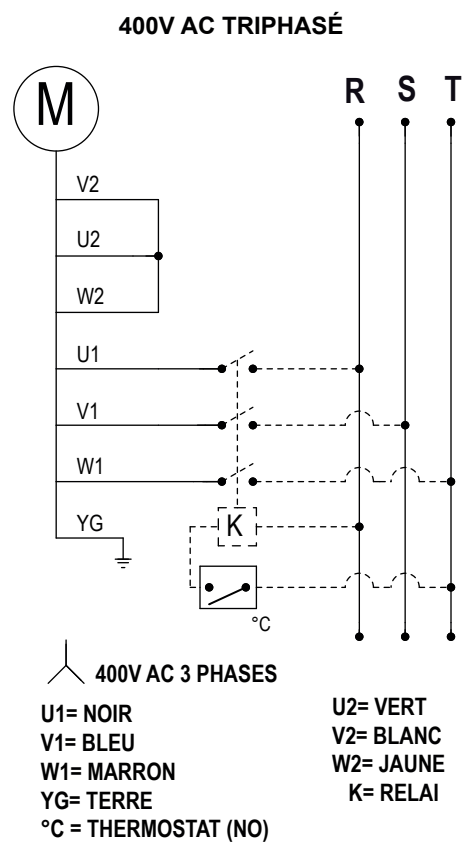 400V AC TRIPHASÉ
M
R S T
V2
U2
W2
U1
V1
W1
YG
K
°C
400V AC 3 PHASES
U1= NOIR
V1= BLEU
W1= MARRON
YG= TERRE
°C = THERMOSTAT (NO)
U2= VERT
V2= BLANC
W2= JAUNE
K= RELAI